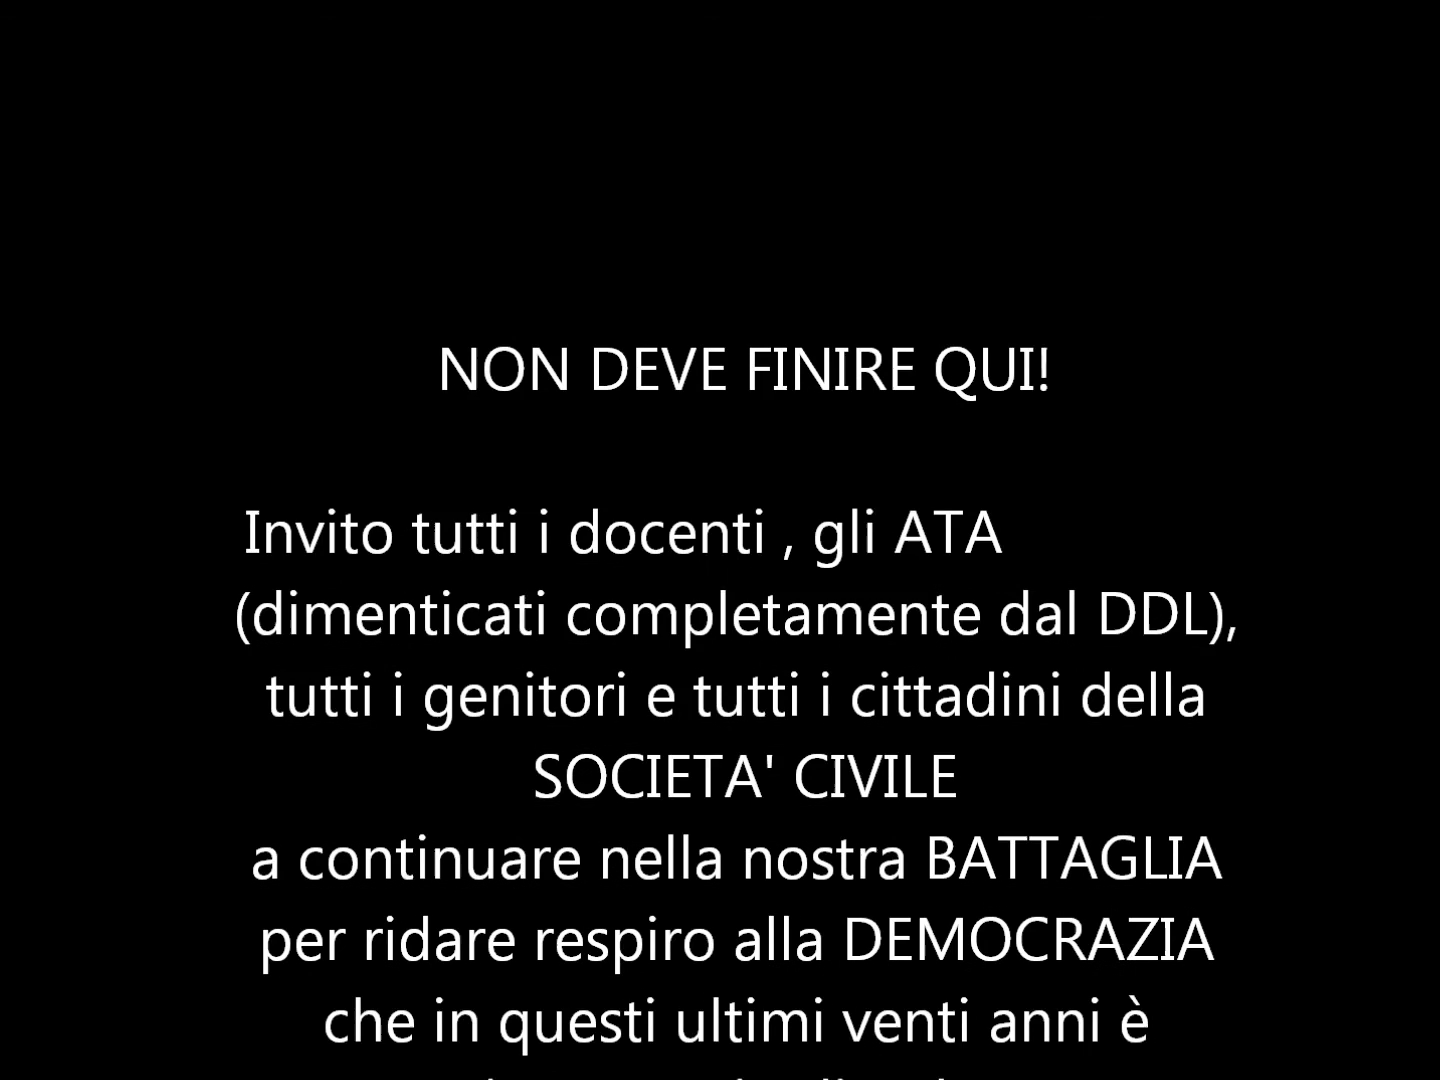 NON DEVE FINIRE QUI!
Invito tutti i docenti , gli ATA
(dimenticati completamente dal DDL),
tutti i genitori e tutti i cittadini della
SOCIETA' CIVILE
a continuare nella nostra BATTAGLIA
per ridare respiro alla DEMOCRAZIA
che in questi ultimi venti anni è